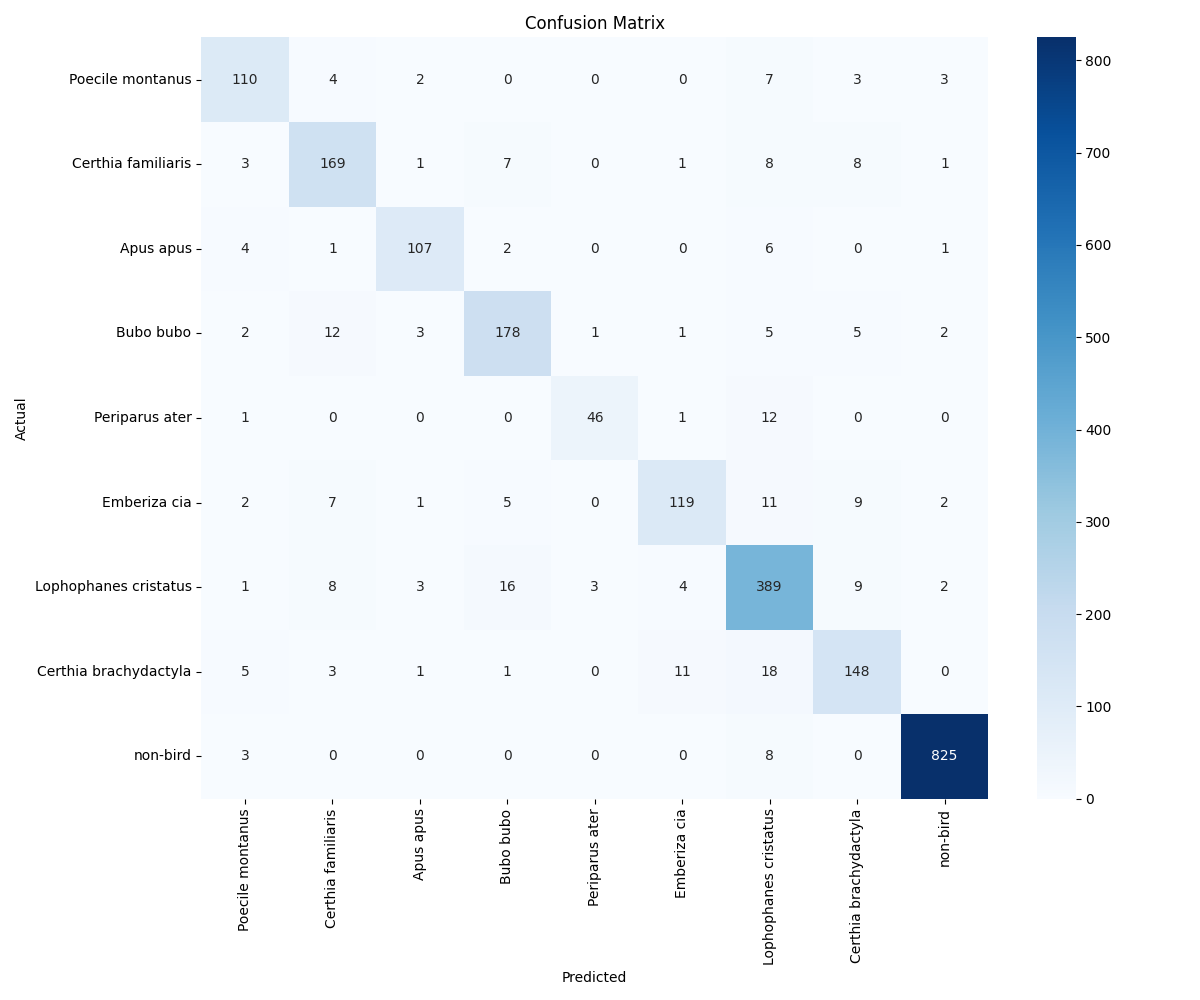 Confusion Matrix
Actual
Poecile montanus 110 4 2 0 0 0 7 3 3
Certhia familiaris 3 169 1 7 0 1 8 8 1
Apus apus 4 1 107 2 0 0 6 0 1
Bubo bubo 2 12 3 178 1 1 5 5 2
Periparus ater 1 0 0 0 46 1 12 0 0
Emberiza cia 2 7 1 5 0 119 11 9 2
Lophophanes cristatus 1 8 3 16 3 4 389 9 2
Certhia brachydactyla 5 3 1 1 0 11 18 148 0
non-bird 3 0 0 0 0 0 8 0 825
Poecile montanus
Certhia familiaris
Apus apus
Bubo bubo
Periparus ater
Emberiza cia
Lophophanes cristatus
Certhia brachydactyla
non-bird
Predicted
800
700
600
500
400
300
200
100
0